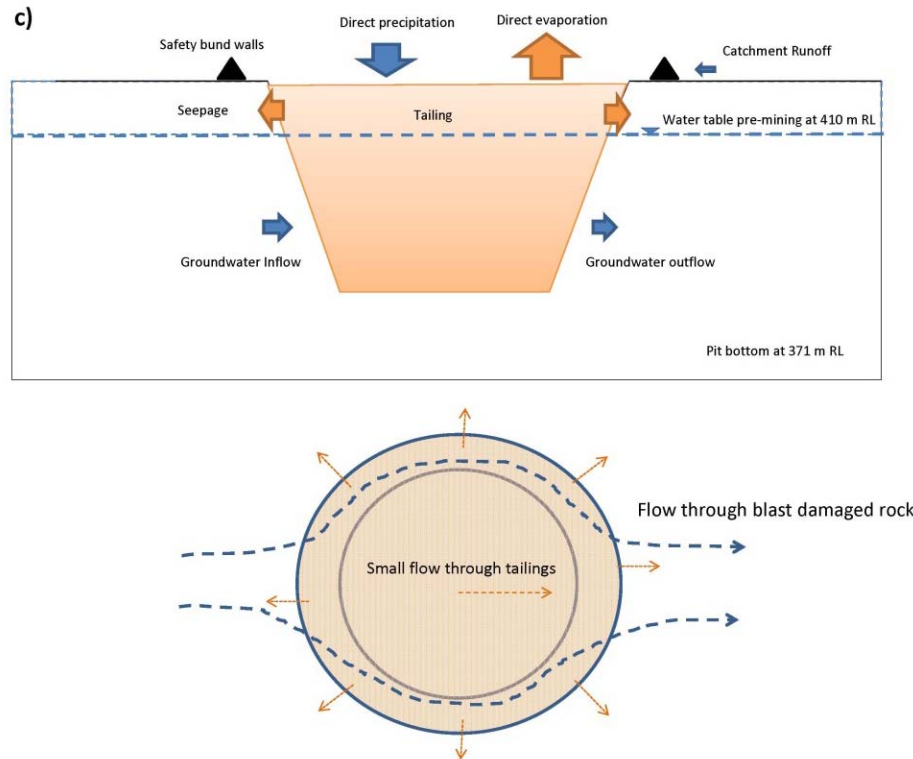 c)
Direct precipitation
Direct evaporation
Safety bund walls
Catchment Runoff
Seepage
Tailing
Water table pre-mining at 410 m RL
Groundwater Inflow
Groundwater outflow
Pit bottom at 371 m RL
Flow through blast damaged rock
Small flow through tailings